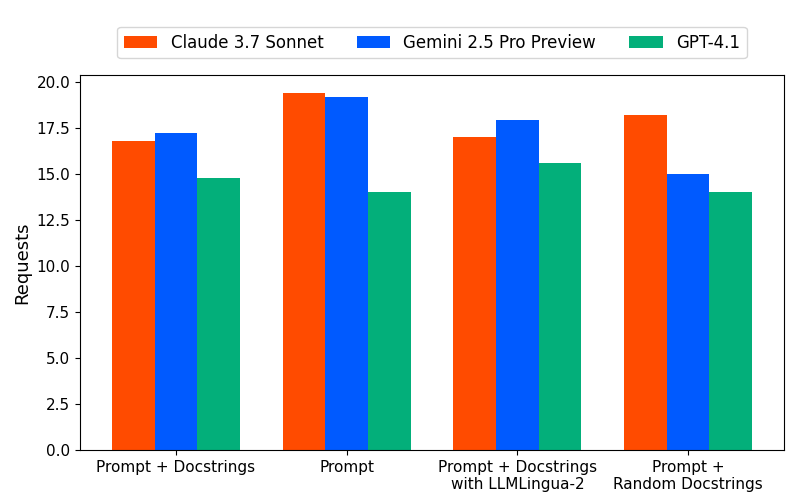 Claude 3.7 Sonnet Gemini 2.5 Pro Preview GPT-4.1
20.0
17.5
15.0
12.5
10.0
7.5
5.0
2.5
0.0
Requests
Prompt + Docstrings
Prompt
Prompt + Docstrings
with LLMLingua-2
Prompt +
Random Docstrings